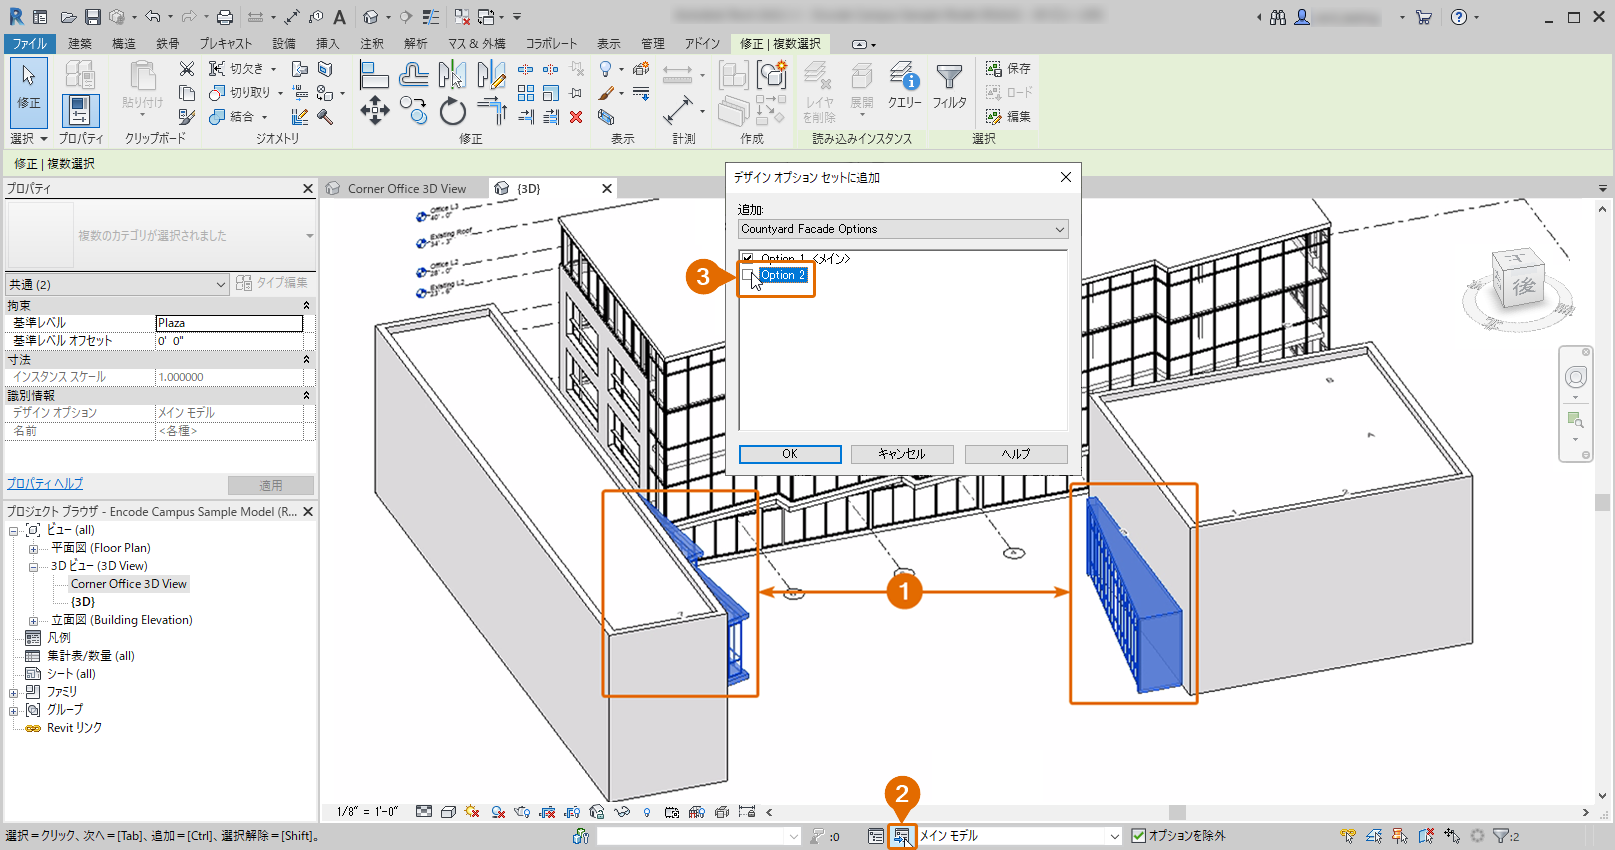 ファイル 建築 構造 鉄骨 プレキャスト 設備 挿入 注釈 解析 マス & 外構 コラボレート 表示 管理 アドイン 修正 | 複数選択
修正
貼り付け
切欠き
切り取り
結合
レイヤを削除
展開
クエリー
フィルタ
保存
ロード
編集
選択 プロパティ クリップボード ジオメトリ 修正 表示 計測 作成 読み込みインスタンス 選択
修正 | 複数選択
プロパティ
複数のカテゴリが選択されました
共通 (2)
タイプ編集
拘束
基準レベル Plaza
基準レベル オフセット 0' 0"
寸法
インスタンス スケール 1.000000
識別情報
デザイン オプション メイン モデル
名前 <各種>
プロパティ ヘルプ
適用
プロジェクト ブラウザ - Encode Campus Sample Model (R...
ビュー (all)
平面図 (Floor Plan)
3D ビュー (3D View)
Corner Office 3D View
{3D}
立面図 (Building Elevation)
凡例
集計表/数量 (all)
シート (all)
ファミリ
グループ
Revit リンク
Corner Office 3D View
{3D}
Office L3
40' - 0"
Existing Roof
34' - 3"
Office L2
28' - 0"
Existing L2
デザイン オプション セットに追加
追加:
Courtyard Facade Options
Option 1 <メイン>
Option 2
OK
キャンセル
ヘルプ
3
1
2
後
1/8" = 1'-0"
選択＝クリック、次へ＝[Tab]、追加＝[Ctrl]、選択解除＝[Shift]。
:0
メイン モデル
オプションを除外
:2